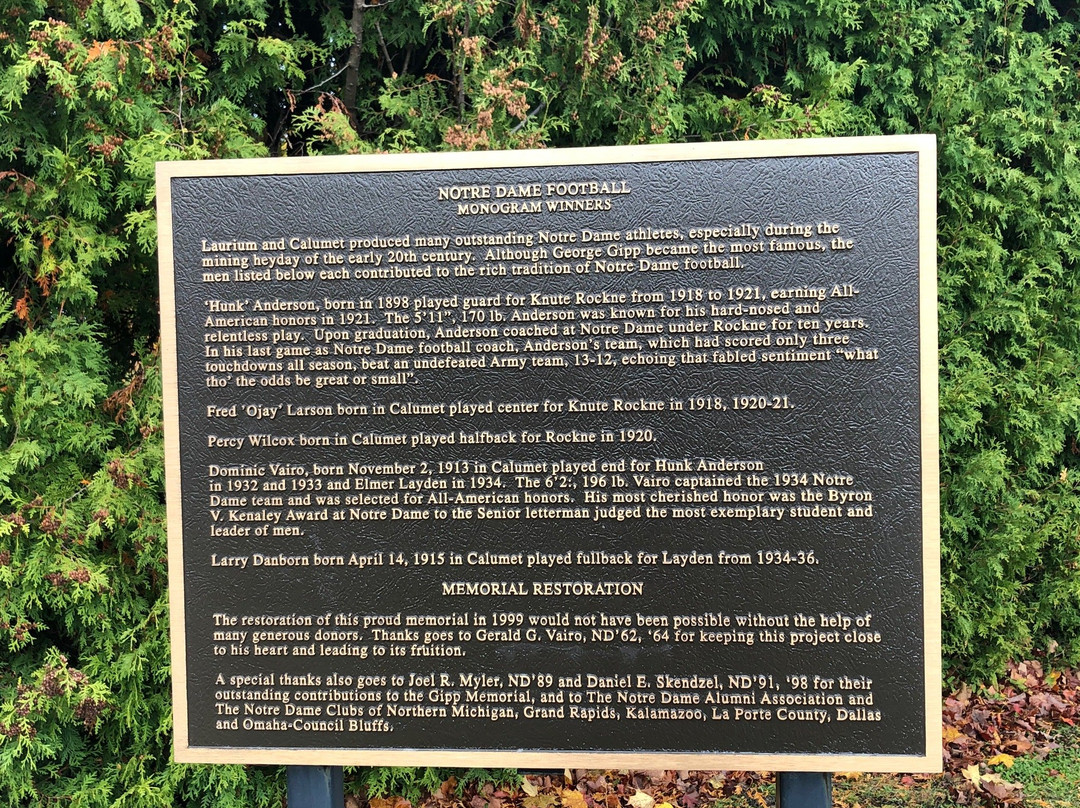 NOTRE DAME FOOTBALL
MONOGRAM WINNERS
Laurium and Calumet produced many outstanding Notre Dame athletes, especially during the
mining heyday of the early 20th century. Although George Gipp became the most famous, the
men listed below each contributed to the rich tradition of Notre Dame football.
'Hunk' Anderson, born in 1898 played guard for Knute Rockne from 1918 to 1921, earning All-
American honors in 1921. The 5'11", 170 lb. Anderson was known for his hard-nosed and
relentless play. Upon graduation, Anderson coached at Notre Dame under Rockne for ten years.
In his last game as Notre Dame football coach, Anderson's team, which had scored only three
touchdowns all season, beat an undefeated Army team, 13-12, echoing that fabled sentiment "what
tho' the odds be great or small".
Fred 'Ojay' Larson born in Calumet played center for Knute Rockne in 1918, 1920-21.
Percy Wilcox born in Calumet played halfback for Rockne in 1920.
Dominic Vairo, born November 2, 1913 in Calumet played end for Hunk Anderson
in 1932 and 1933 and Elmer Layden in 1934. The 6'2:, 196 lb. Vairo captained the 1934 Notre
Dame team and was selected for All-American honors. His most cherished honor was the Byron
V. Kenaley Award at Notre Dame to the Senior letterman judged the most exemplary student and
leader of men.
Larry Danborn born April 14, 1915 in Calumet played fullback for Layden from 1934-36.
MEMORIAL RESTORATION
The restoration of this proud memorial in 1999 would not have been possible without the help of
many generous donors. Thanks goes to Gerald G. Vairo, ND'62, '64 for keeping this project close
to his heart and leading to its fruition.
A special thanks also goes to Joel R. Myler, ND'89 and Daniel E. Skendzel, ND'91, '98 for their
outstanding contributions to the Gipp Memorial, and to The Notre Dame Alumni Association and
The Notre Dame Clubs of Northern Michigan, Grand Rapids, Kalamazoo, La Porte County, Dallas
and Omaha-Council Bluffs.